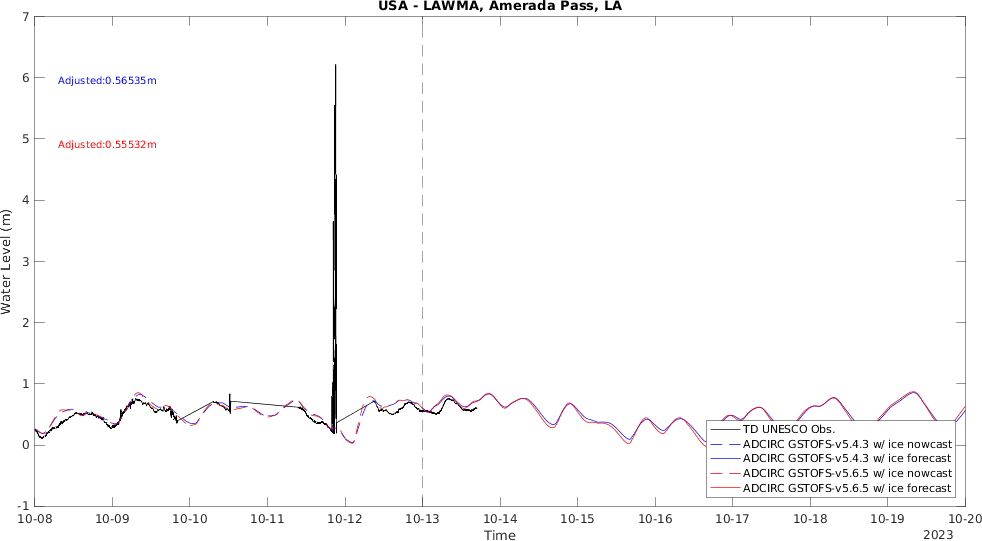 USA - LAWMA, Amerada Pass, LA
7
6
5
4
3
2
1
0
-1
Water Level (m)
Adjusted:0.56535m
Adjusted:0.55532m
TD UNESCO Obs.
ADCIRC GSTOFS-v5.4.3 w/ ice nowcast
ADCIRC GSTOFS-v5.4.3 w/ ice forecast
ADCIRC GSTOFS-v5.6.5 w/ ice nowcast
ADCIRC GSTOFS-v5.6.5 w/ ice forecast
10-08 10-09 10-10 10-11 10-12 10-13 10-14 10-15 10-16 10-17 10-18 10-19 10-20
Time
2023